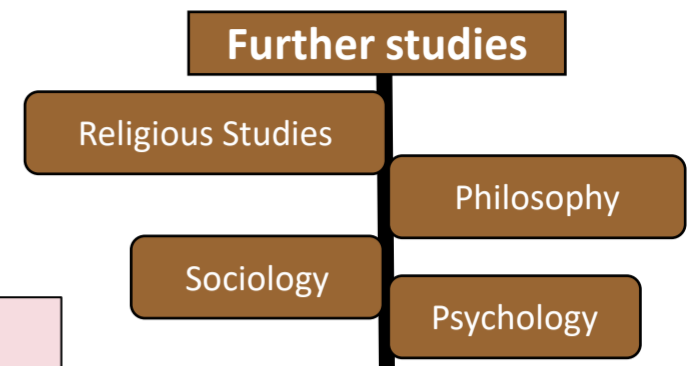 Further studies
Religious Studies
Philosophy
Sociology
Psychology